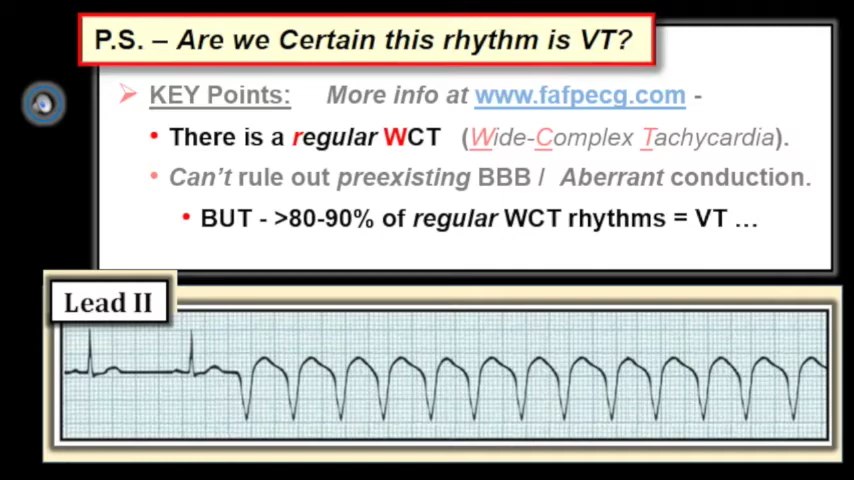 P.S. – Are we Certain this rhythm is VT?
KEY Points: More info at www.fafpecg.com -
• There is a regular WCT (Wide-Complex Tachycardia).
• Can't rule out preexisting BBB / Aberrant conduction.
• BUT - >80-90% of regular WCT rhythms = VT …
Lead II